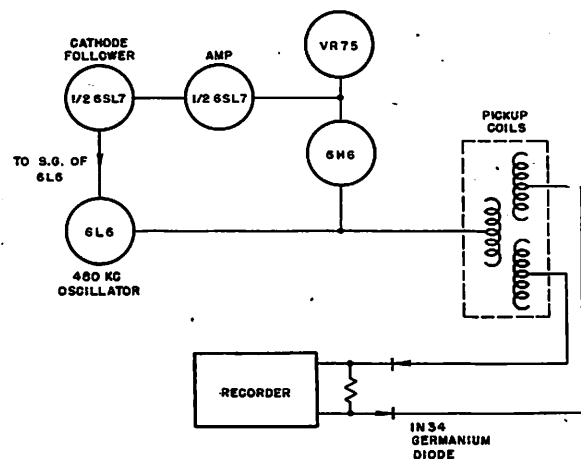 CATHODE
FOLLOWER
AMP
VR75
1/2 6SL7
1/2 6SL7
6H6
PICKUP
COILS
TO S.G. OF
6L6
6L6
480 KC
OSCILLATOR
RECORDER
IN34
GERMANIUM
DIODE